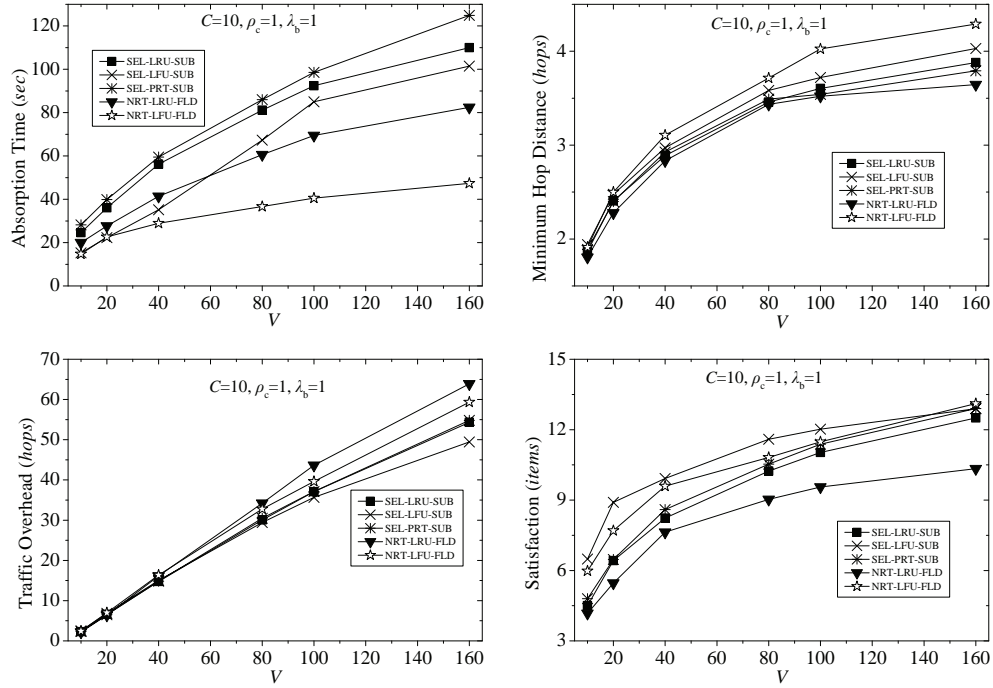 C=10, ρc=1, λb=1
120
100
80
60
40
20
0
Absorption Time (sec)
SEL-LRU-SUB
SEL-LFU-SUB
SEL-PRT-SUB
NRT-LRU-FLD
NRT-LFU-FLD
20 40 60 80 100 120 140 160
V
C=10, ρc=1, λb=1
4
3
2
Minimum Hop Distance (hops)
SEL-LRU-SUB
SEL-LFU-SUB
SEL-PRT-SUB
NRT-LRU-FLD
NRT-LFU-FLD
20 40 60 80 100 120 140 160
V
C=10, ρc=1, λb=1
70
60
50
40
30
20
10
0
Traffic Overhead (hops)
SEL-LRU-SUB
SEL-LFU-SUB
SEL-PRT-SUB
NRT-LRU-FLD
NRT-LFU-FLD
20 40 60 80 100 120 140 160
V
C=10, ρc=1, λb=1
15
12
9
6
3
Satisfaction (items)
SEL-LRU-SUB
SEL-LFU-SUB
SEL-PRT-SUB
NRT-LRU-FLD
NRT-LFU-FLD
20 40 60 80 100 120 140 160
V